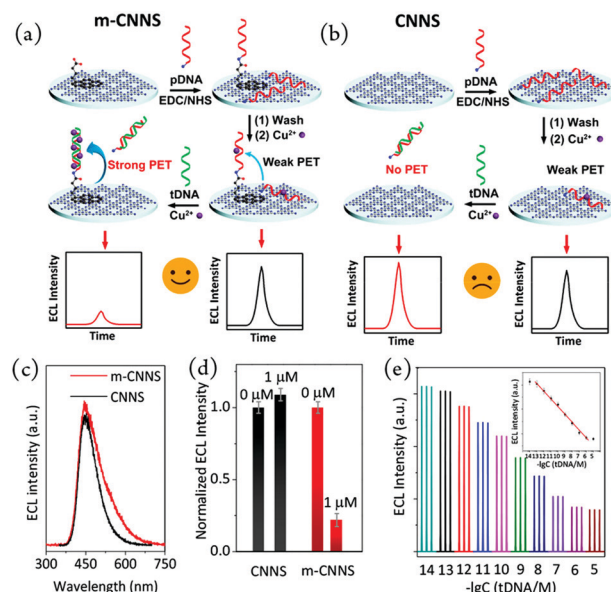 (a)
m-CNNS
pDNA
EDC/NHS
(1) Wash
(2) Cu²⁺
Strong PET
tDNA
Cu²⁺
Weak PET
ECL Intensity
Time
ECL Intensity
Time
(b)
CNNS
pDNA
EDC/NHS
(1) Wash
(2) Cu²⁺
No PET
tDNA
Cu²⁺
Weak PET
ECL Intensity
Time
ECL Intensity
Time
(c)
m-CNNS
CNNS
ECL intensity (a.u.)
300 450 600 750
Wavelength (nm)
(d)
0 μM
1 μM
0 μM
1 μM
Normalized ECL Intensity
1.0
0.5
0.0
CNNS m-CNNS
(e)
ECL Intensity (a.u.)
14 13 12 11 10 9 8 7 6 5
-lgC (tDNA/M)
ECL intensity (a.u.)
14 13 12 11 10 9 8 7 6 5
-lgC (tDNA/M)